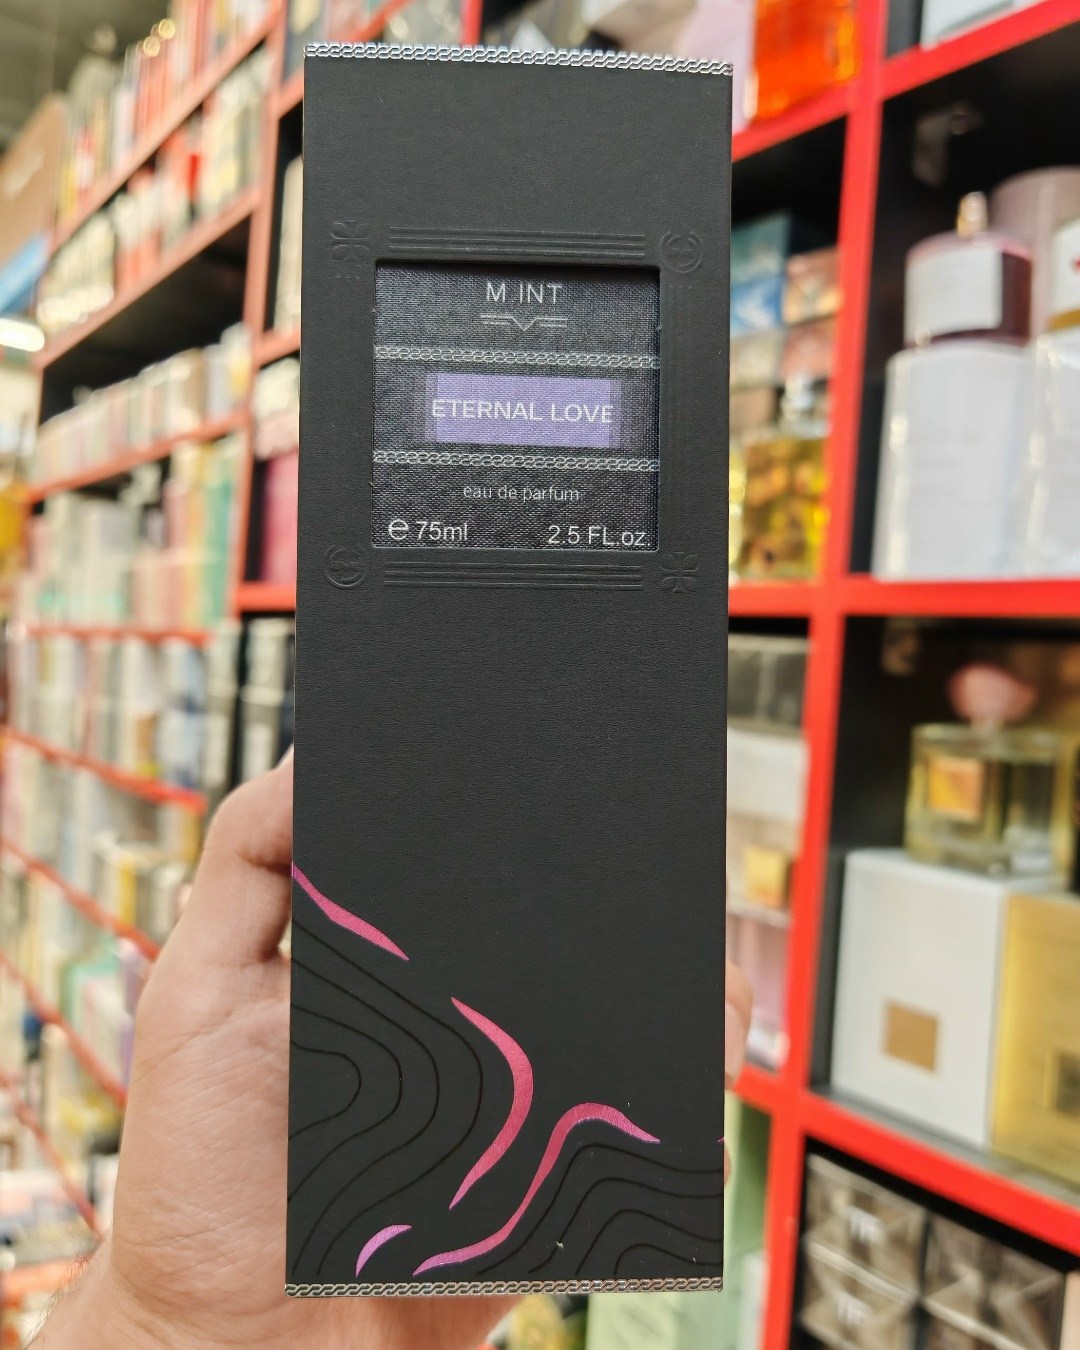 M INT
ETERNAL LOVE
eau de parfum
e 75ml 2.5 FL.oz.